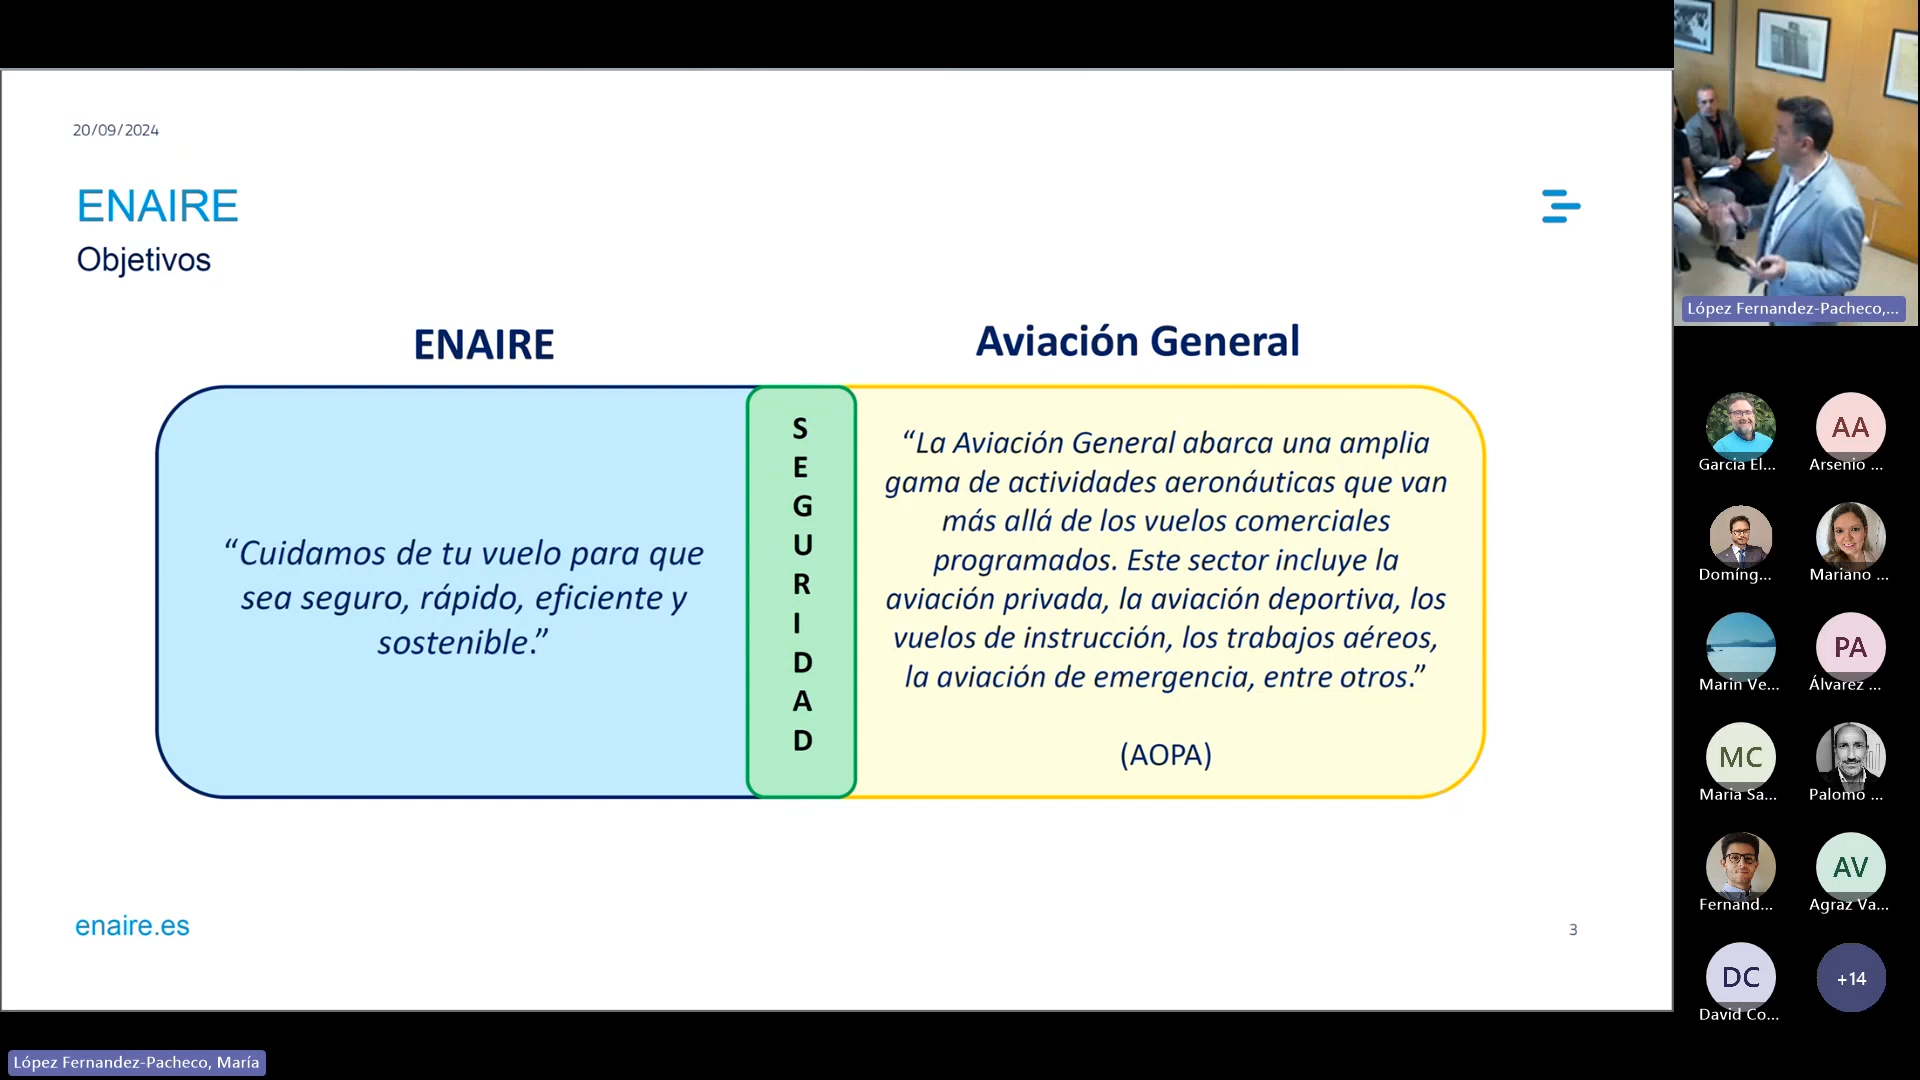 20/09/2024
ENAIRE
Objetivos
ENAIRE
“Cuidamos de tu vuelo para que
sea seguro, rápido, eficiente y
sostenible.”
S
E
G
U
R
I
D
A
D
Aviación General
“La Aviación General abarca una amplia
gama de actividades aeronáuticas que van
más allá de los vuelos comerciales
programados. Este sector incluye la
aviación privada, la aviación deportiva, los
vuelos de instrucción, los trabajos aéreos,
la aviación de emergencia, entre otros.”
(AOPA)
enaire.es
3
López Fernandez-Pacheco, María
López Fernandez-Pacheco,...
Garcia El...
AA
Arsenio ...
Domíng...
Mariano ...
Marin Ve...
PA
Álvarez ...
MC
Maria Sa...
Palomo ...
Fernand...
AV
Agraz Va...
DC
David Co...
+14